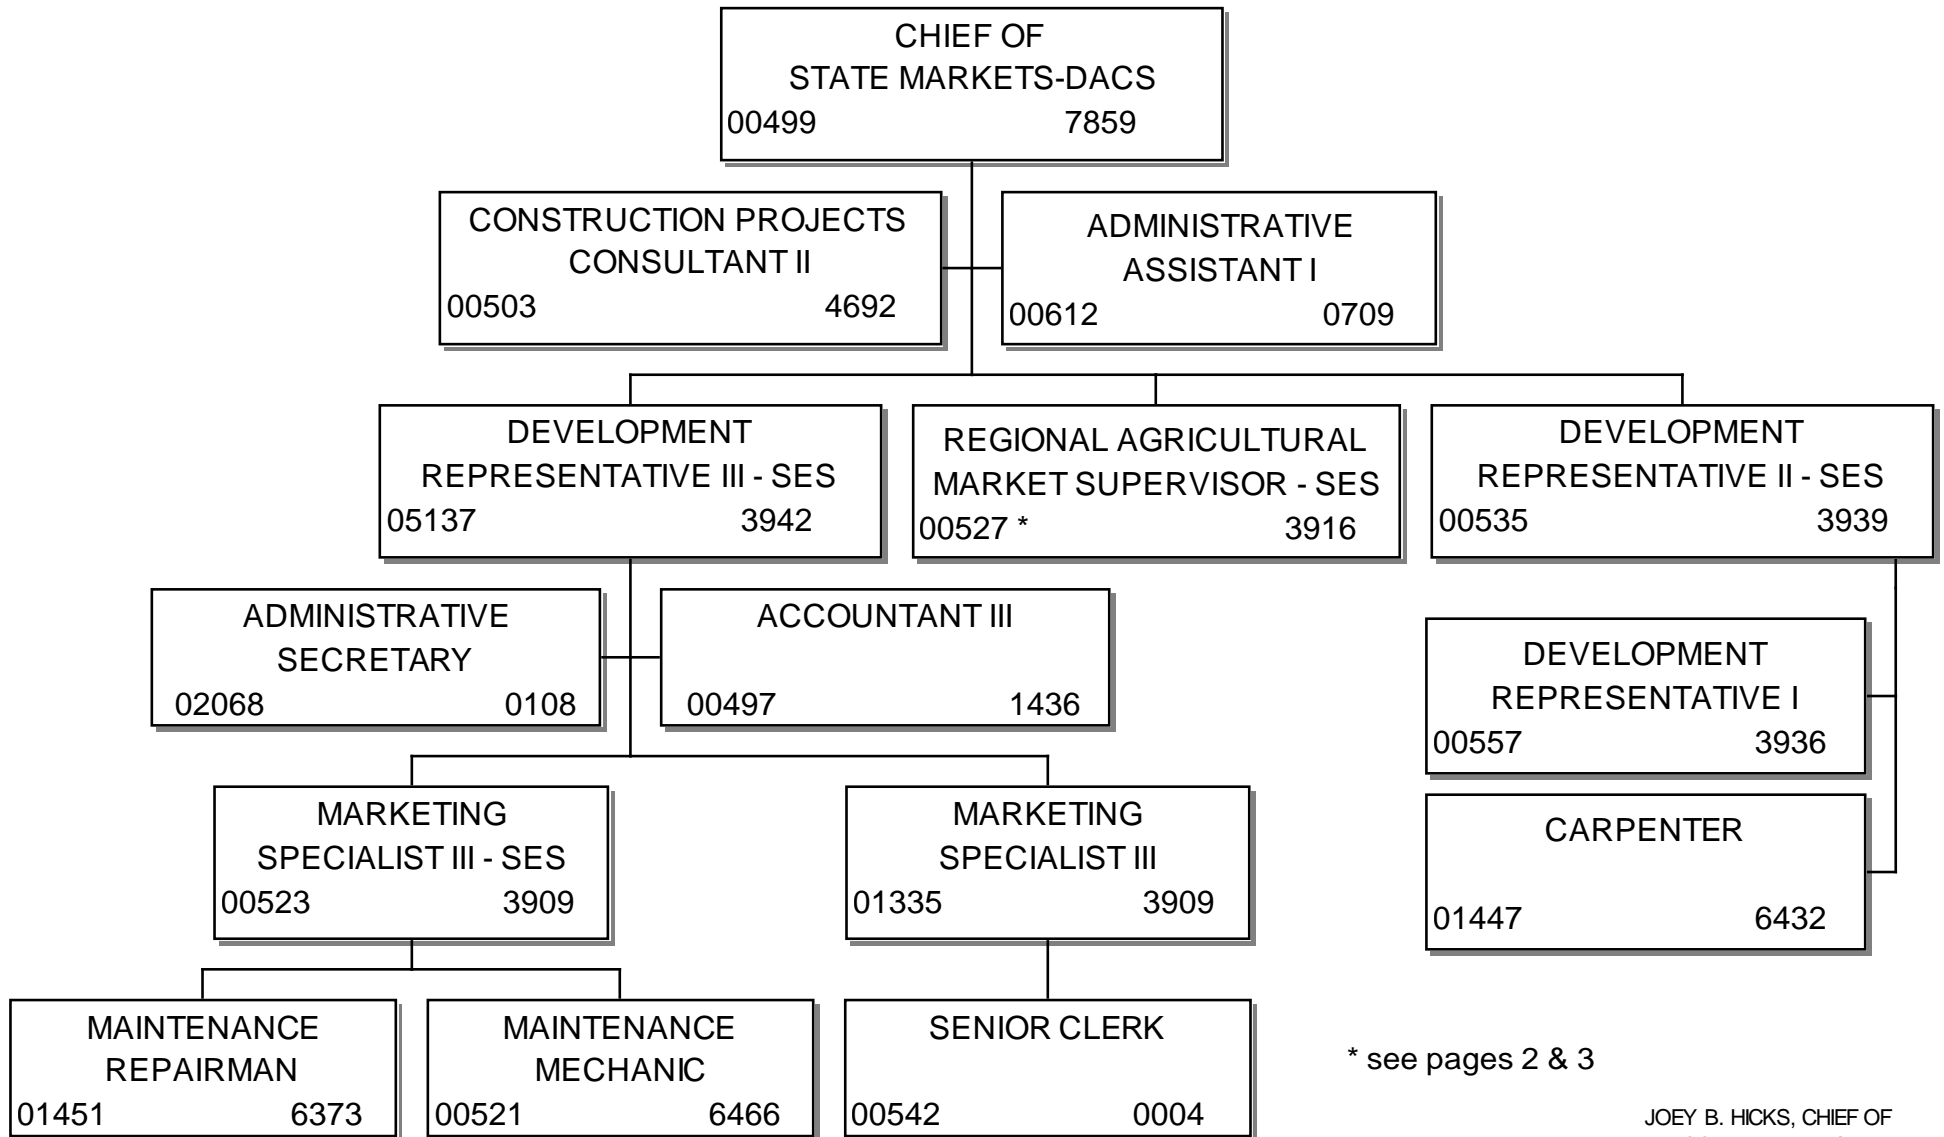 CHIEF OF
STATE MARKETS-DACS
00499 7859
CONSTRUCTION PROJECTS
CONSULTANT II
00503 4692
ADMINISTRATIVE
ASSISTANT I
00612 0709
DEVELOPMENT
REPRESENTATIVE III - SES
05137 3942
REGIONAL AGRICULTURAL
MARKET SUPERVISOR - SES
00527 * 3916
DEVELOPMENT
REPRESENTATIVE II - SES
00535 3939
ADMINISTRATIVE
SECRETARY
02068 0108
ACCOUNTANT III
00497 1436
DEVELOPMENT
REPRESENTATIVE I
00557 3936
MARKETING
SPECIALIST III - SES
00523 3909
MARKETING
SPECIALIST III
01335 3909
CARPENTER
01447 6432
MAINTENANCE
REPAIRMAN
01451 6373
MAINTENANCE
MECHANIC
00521 6466
SENIOR CLERK
00542 0004
* see pages 2 & 3
JOEY B. HICKS, CHIEF OF